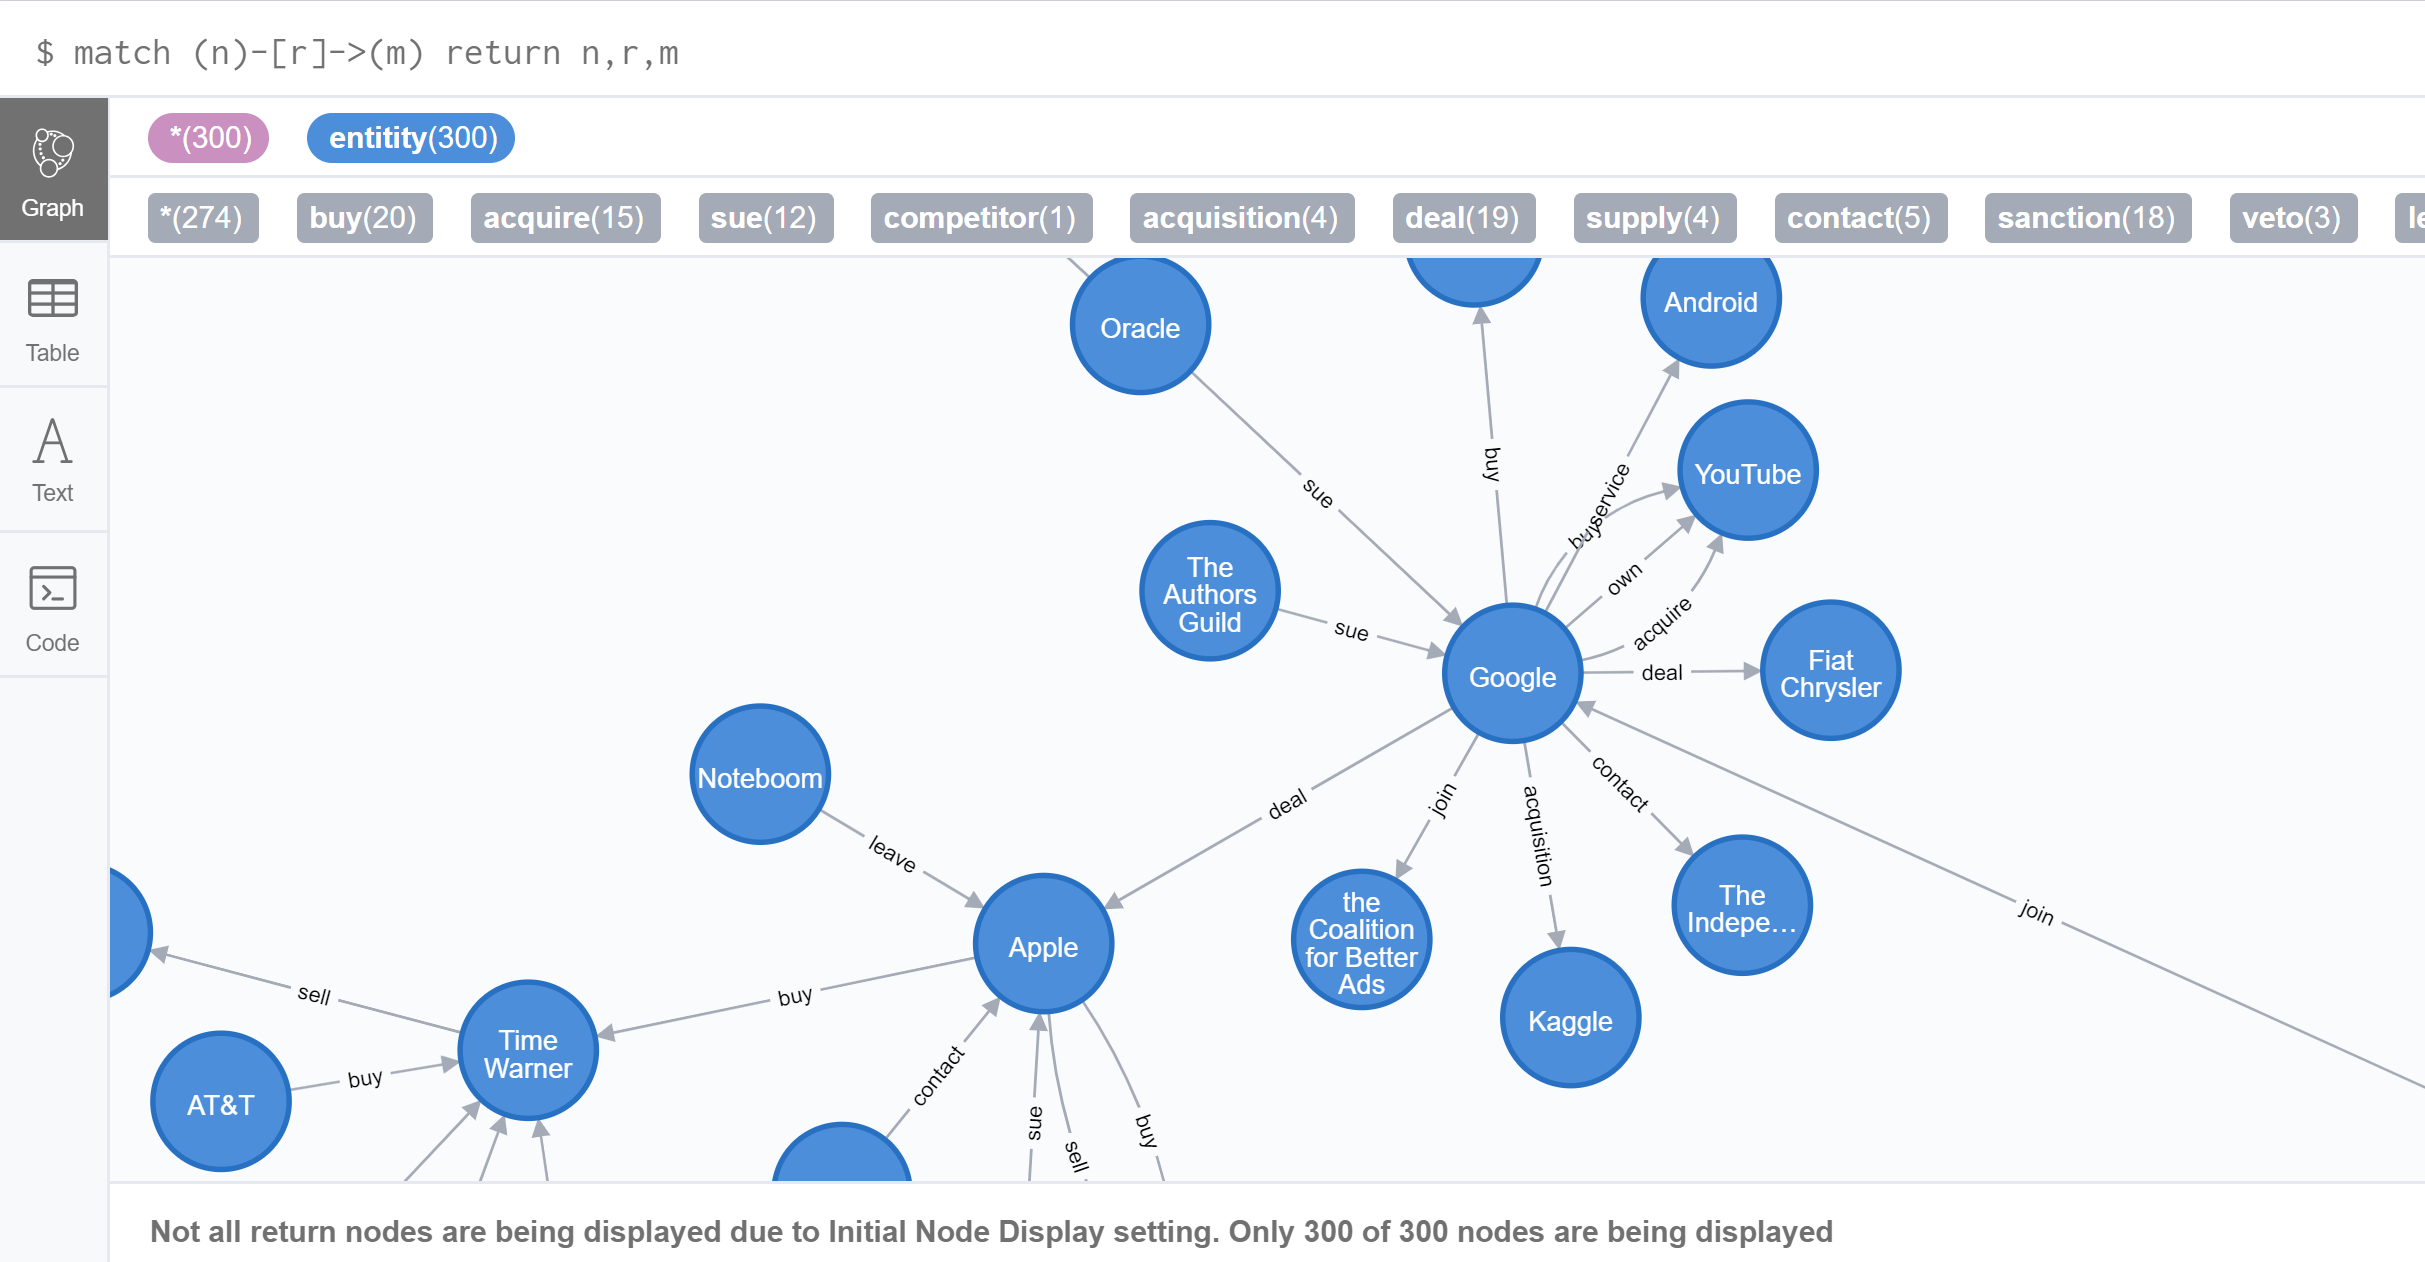 $ match (n)-[r]->(m) return n,r,m
Graph
Table
Text
Code
*(300) entitity(300)
*(274) buy(20) acquire(15) sue(12) competitor(1) acquisition(4) deal(19) supply(4) contact(5) sanction(18) veto(3) le
Oracle
Android
YouTube
The
Authors
Guild
Google
Fiat
Chrysler
Noteboom
Apple
the
Coalition
for Better
Ads
The
Indepe...
Kaggle
Time
Warner
AT&T
sue
buy
service
buy
own
acquire
sue
deal
deal
join
acquisition
contact
join
leave
buy
sell
buy
contact
sue
sell
buy
Not all return nodes are being displayed due to Initial Node Display setting. Only 300 of 300 nodes are being displayed